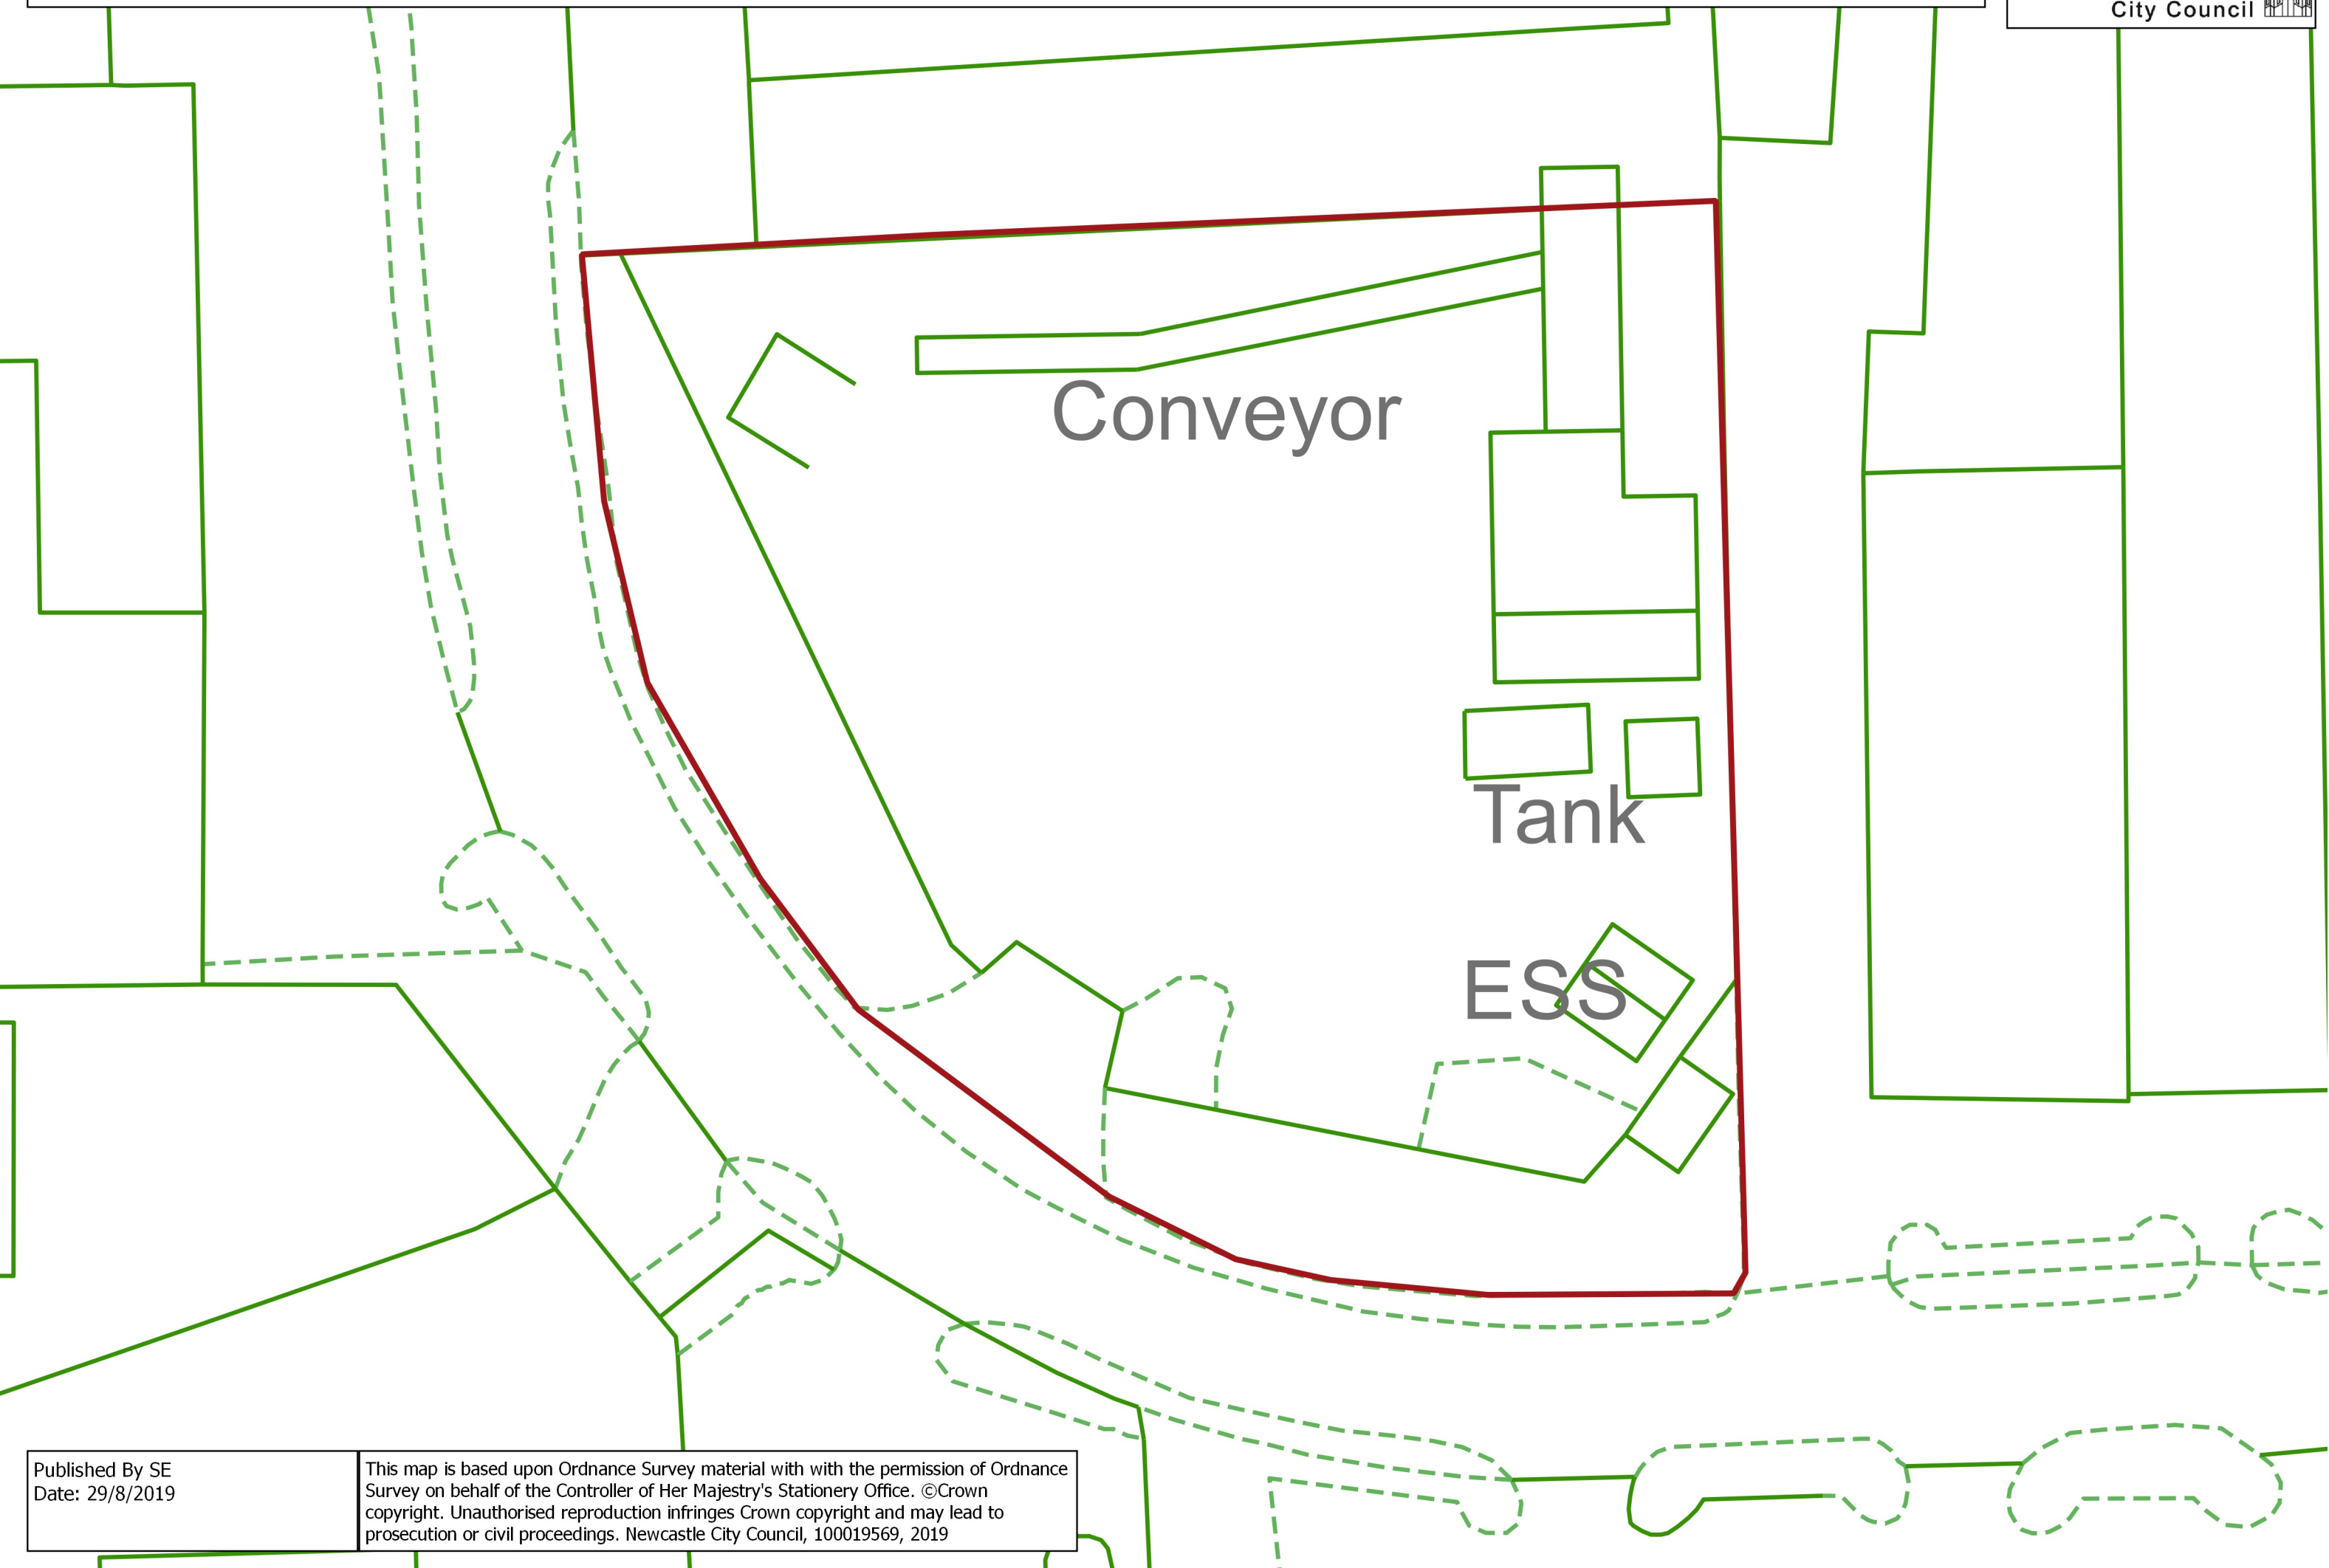 City Council
Conveyor
Tank
ESS
Published By SE
Date: 29/8/2019
This map is based upon Ordnance Survey material with with the permission of Ordnance
Survey on behalf of the Controller of Her Majesty's Stationery Office. ©Crown
copyright. Unauthorised reproduction infringes Crown copyright and may lead to
prosecution or civil proceedings. Newcastle City Council, 100019569, 2019